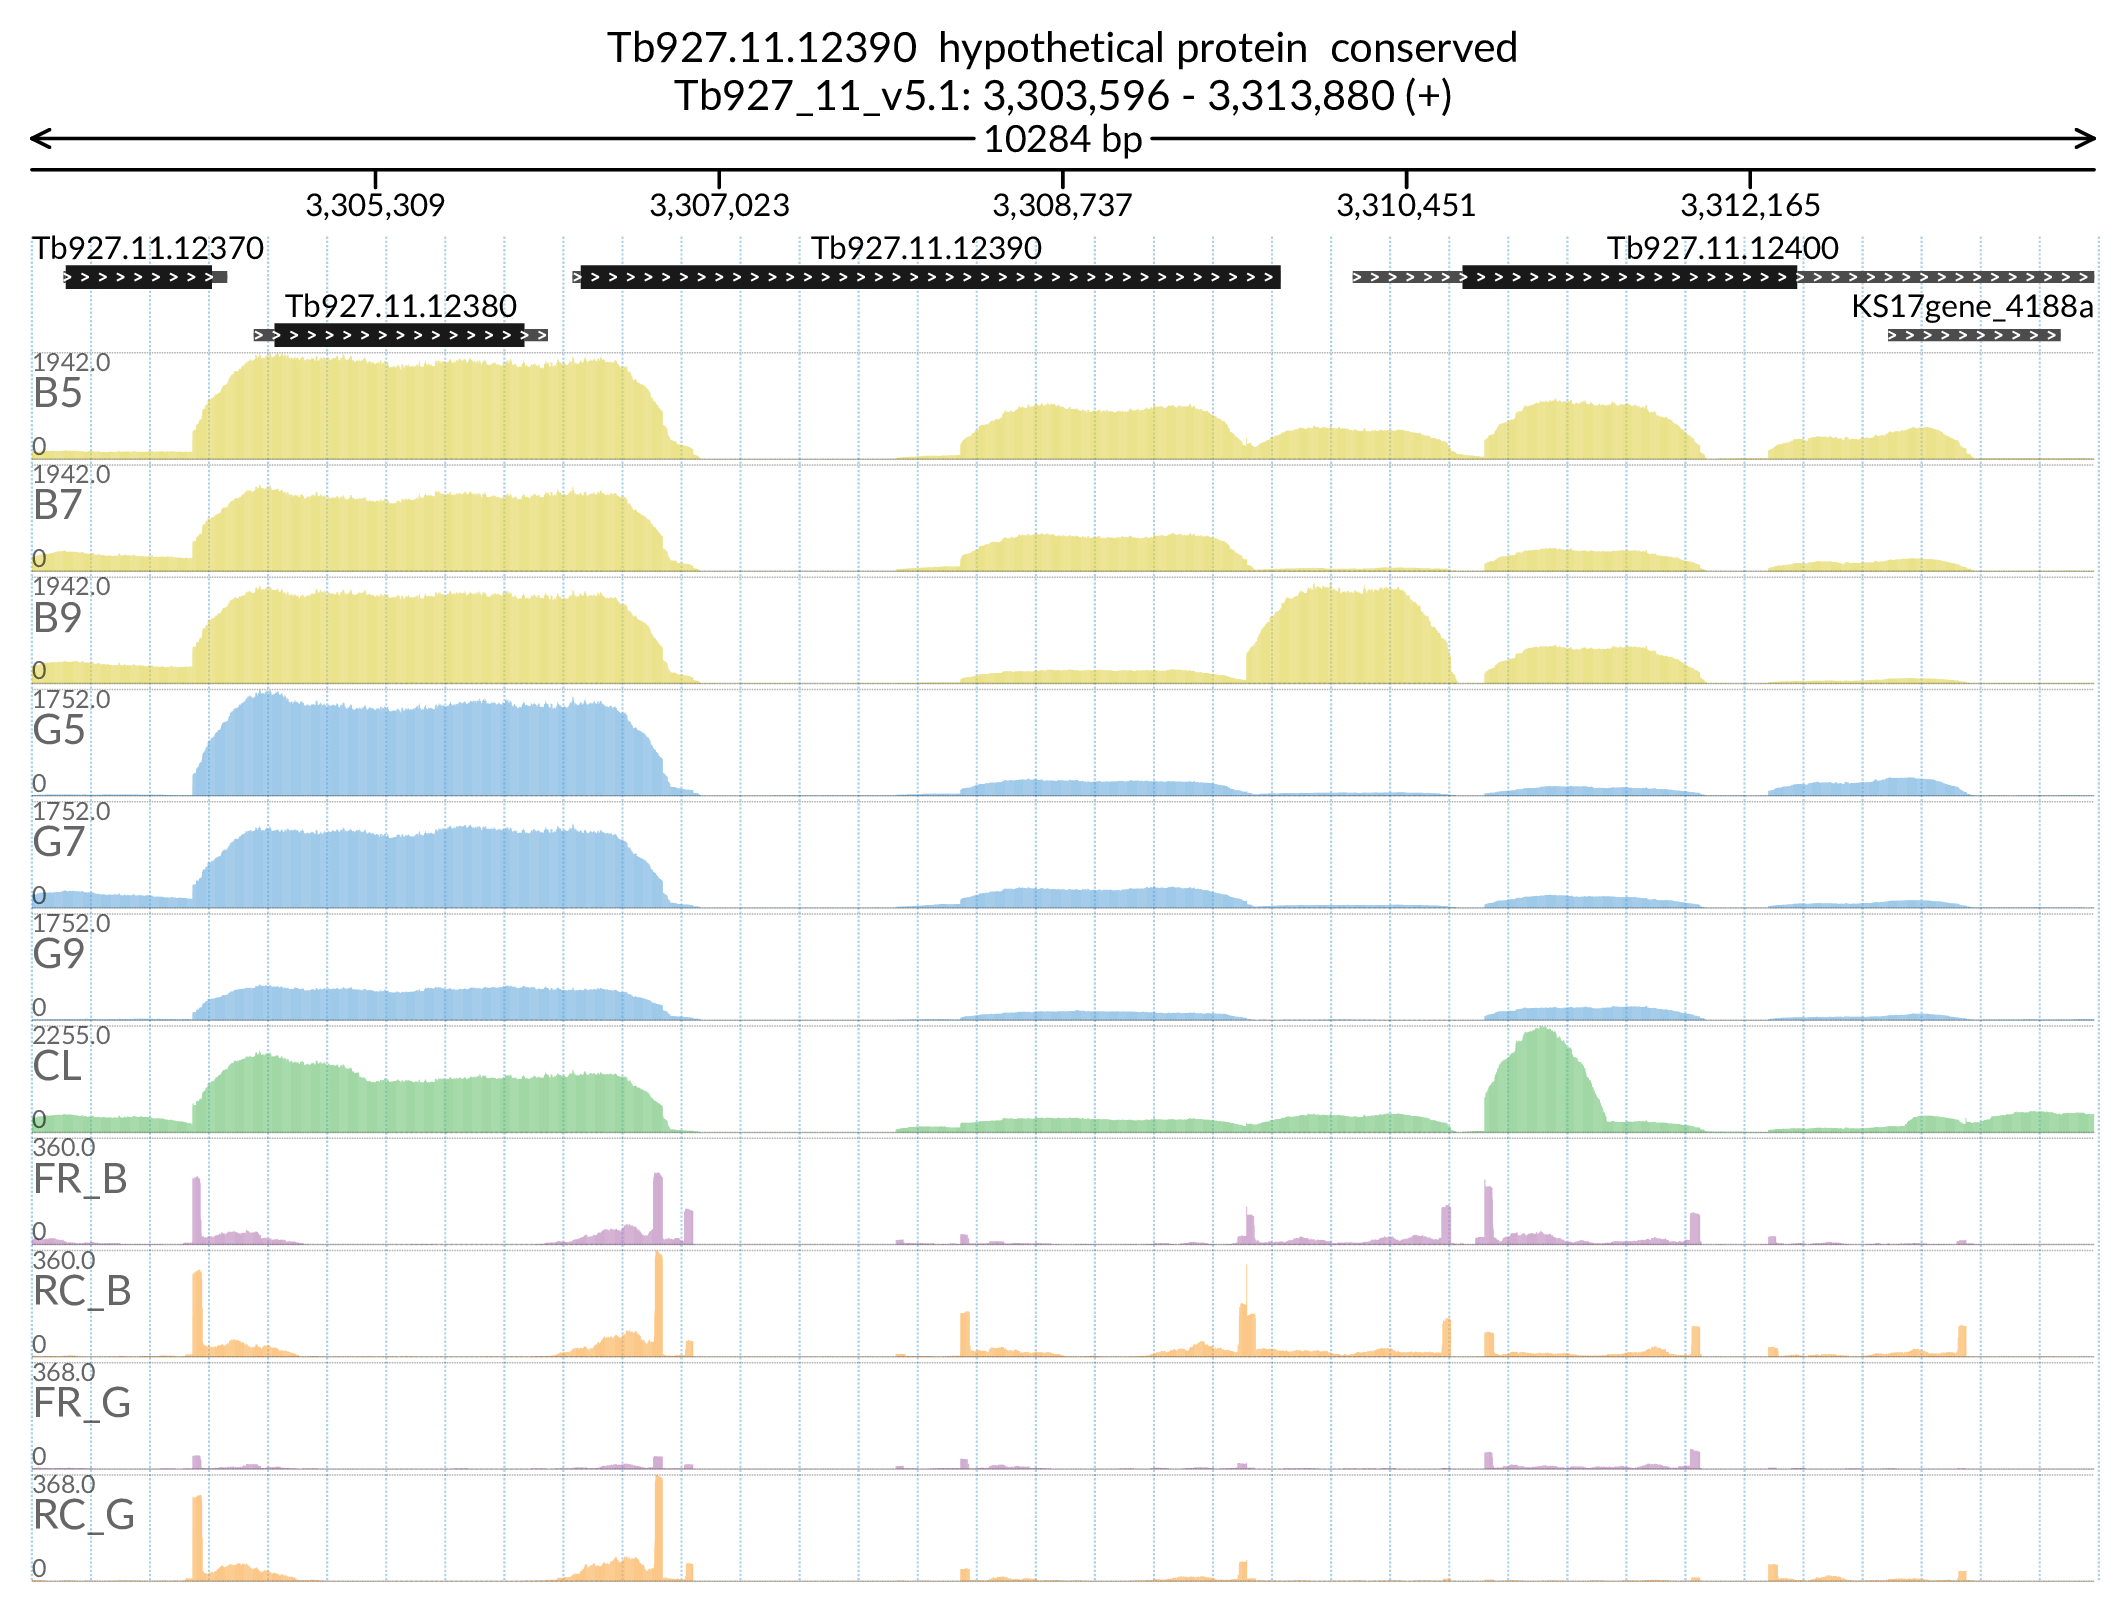 Tb927.11.12390  hypothetical protein  conserved
Tb927_11_v5.1: 3,303,596 - 3,313,880 (+)
10284 bp
3,305,309 3,307,023 3,308,737 3,310,451 3,312,165
Tb927.11.12370 Tb927.11.12390 Tb927.11.12400
Tb927.11.12380 KS17gene_4188a
1942.0
B5
0
1942.0
B7
0
1942.0
B9
0
1752.0
G5
0
1752.0
G7
0
1752.0
G9
0
2255.0
CL
0
360.0
FR_B
0
360.0
RC_B
0
368.0
FR_G
0
368.0
RC_G
0